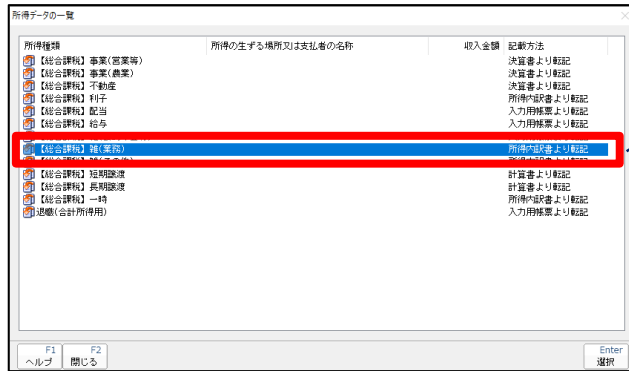 所得データの一覧
所得種類 所得の生ずる場所又は支払者の名称 収入金額 記載方法
【総合課税】事業(営業等) 決算書より転記
【総合課税】事業(農業) 決算書より転記
【総合課税】不動産 決算書より転記
【総合課税】利子 所得内訳書より転記
【総合課税】配当 入力用帳票より転記
【総合課税】給与 入力用帳票より転記
【総合課税】雑(業務) 所得内訳書より転記
【総合課税】短期譲渡 計算書より転記
【総合課税】長期譲渡 計算書より転記
【総合課税】一時 所得内訳書より転記
退職(合計所得用) 入力用帳票より転記
F1 F2 Enter
ヘルプ 閉じる 選択